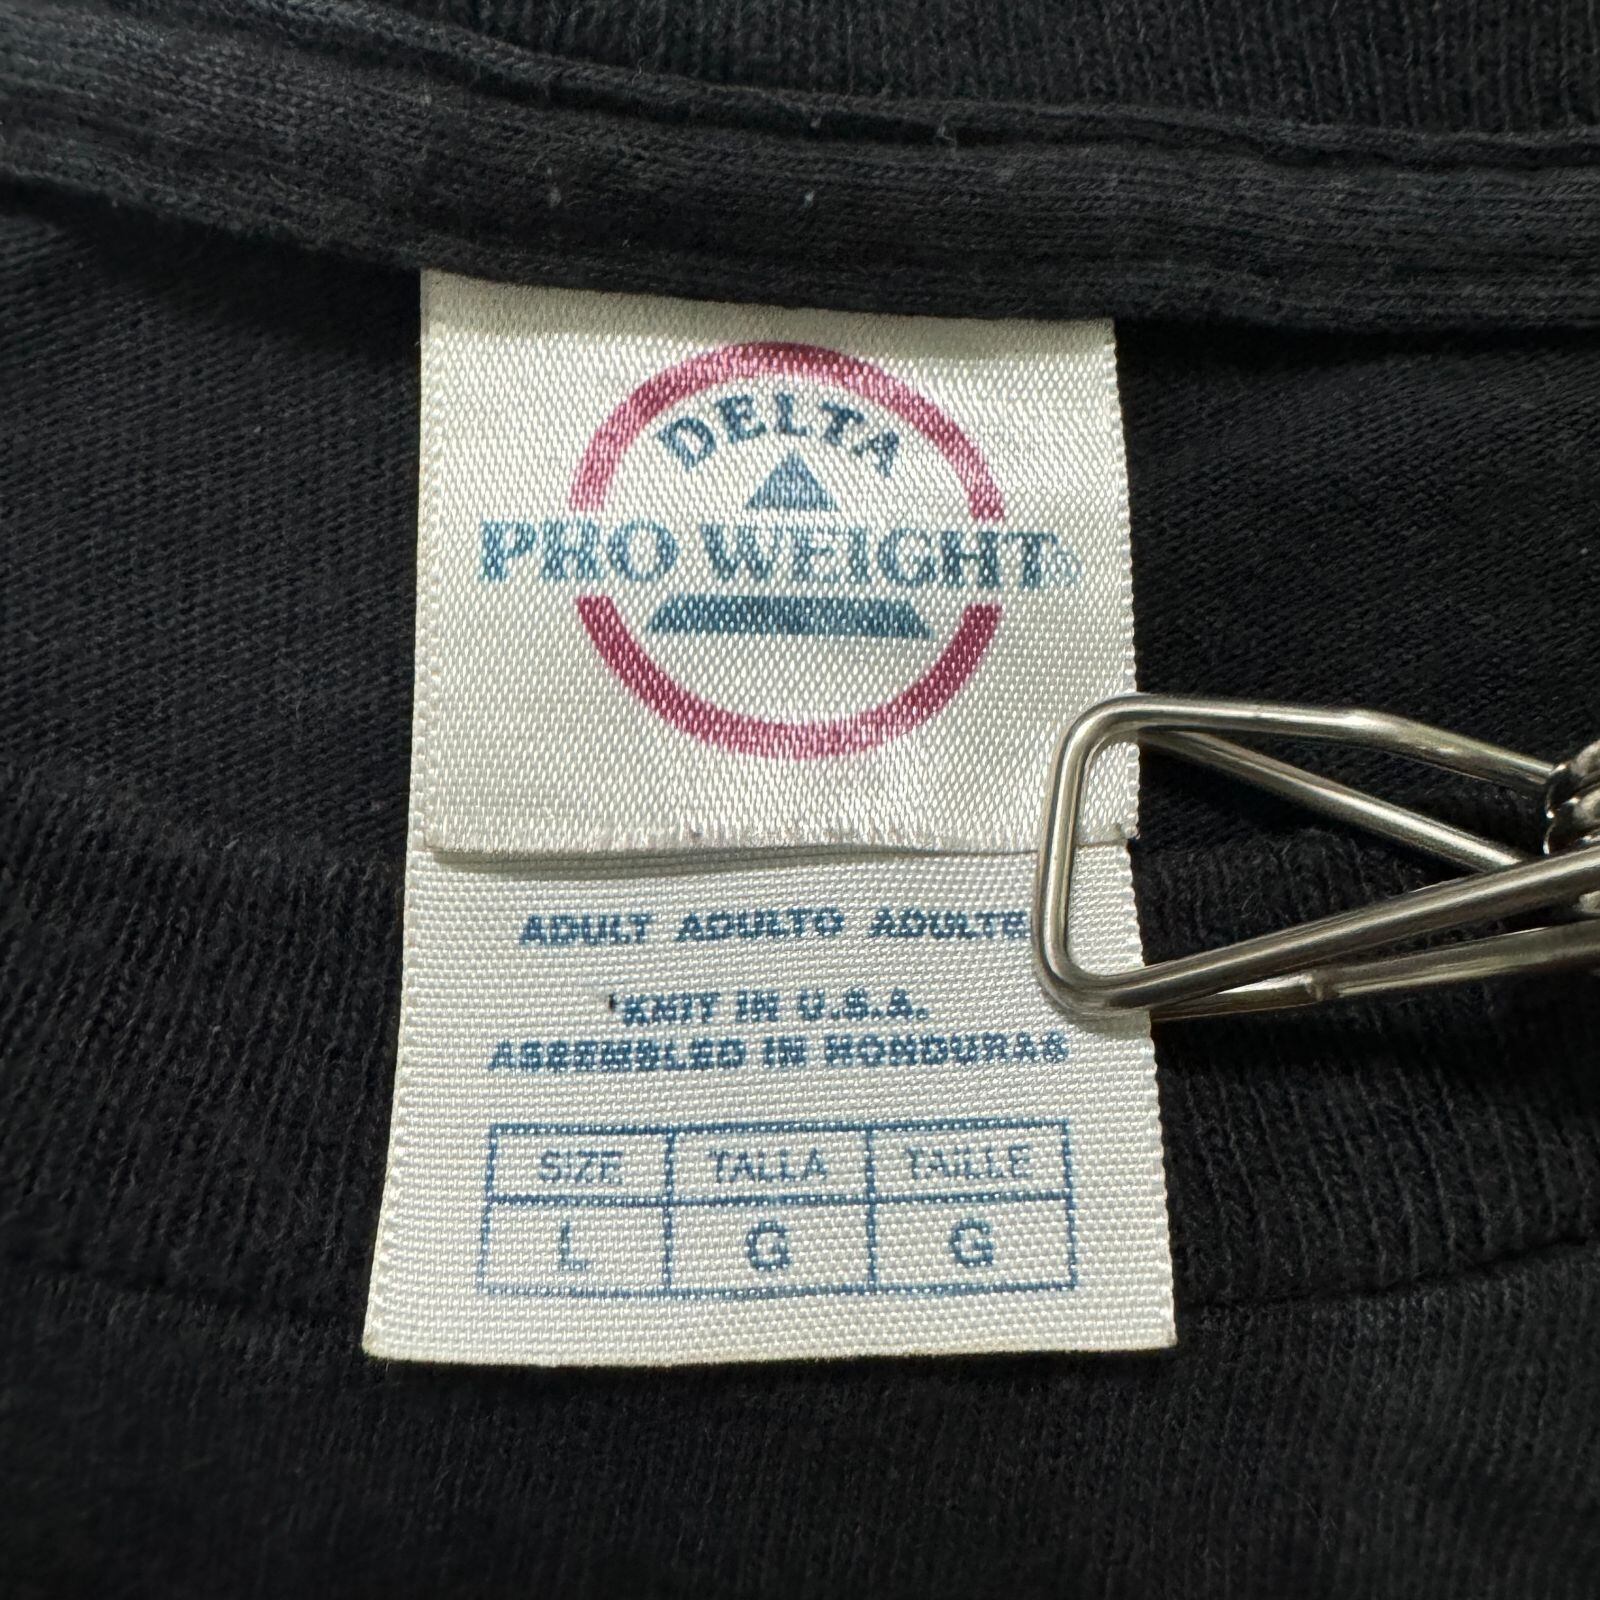 DELTA
PRO WEIGHT®
ADULT ADULTO ADULTE
KNIT IN U.S.A.
ASSEMBLED IN HONDURAS
SIZE TALLA TAILLE
L G G